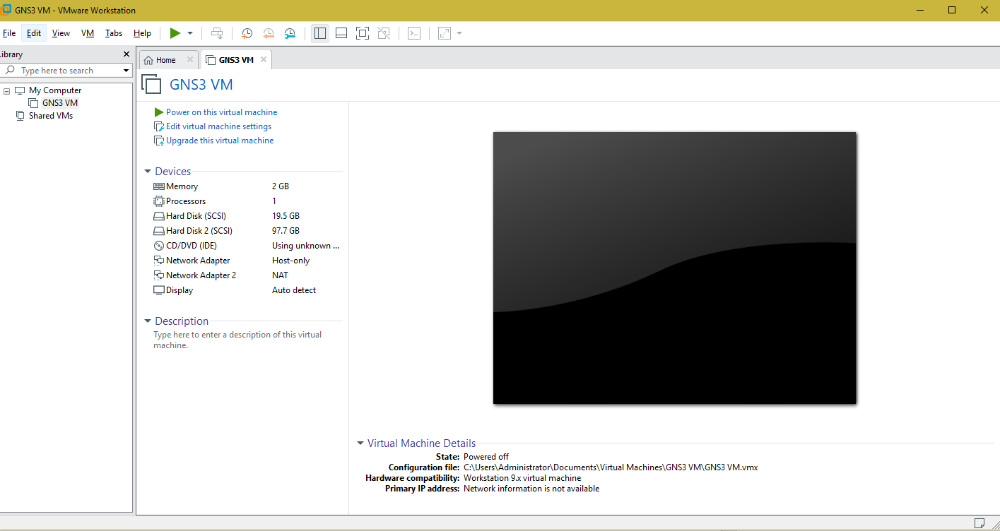 GNS3 VM - VMware Workstation
File Edit View VM Tabs Help
Library
Type here to search
My Computer
GNS3 VM
Shared VMs
Home
GNS3 VM
GNS3 VM
Power on this virtual machine
Edit virtual machine settings
Upgrade this virtual machine
Devices
Memory 2 GB
Processors 1
Hard Disk (SCSI) 19.5 GB
Hard Disk 2 (SCSI) 97.7 GB
CD/DVD (IDE) Using unknown ...
Network Adapter Host-only
Network Adapter 2 NAT
Display Auto detect
Description
Type here to enter a description of this virtual
machine.
Virtual Machine Details
State: Powered off
Configuration file: C:\Users\Administrator\Documents\Virtual Machines\GNS3 VM\GNS3 VM.vmx
Hardware compatibility: Workstation 9.x virtual machine
Primary IP address: Network information is not available